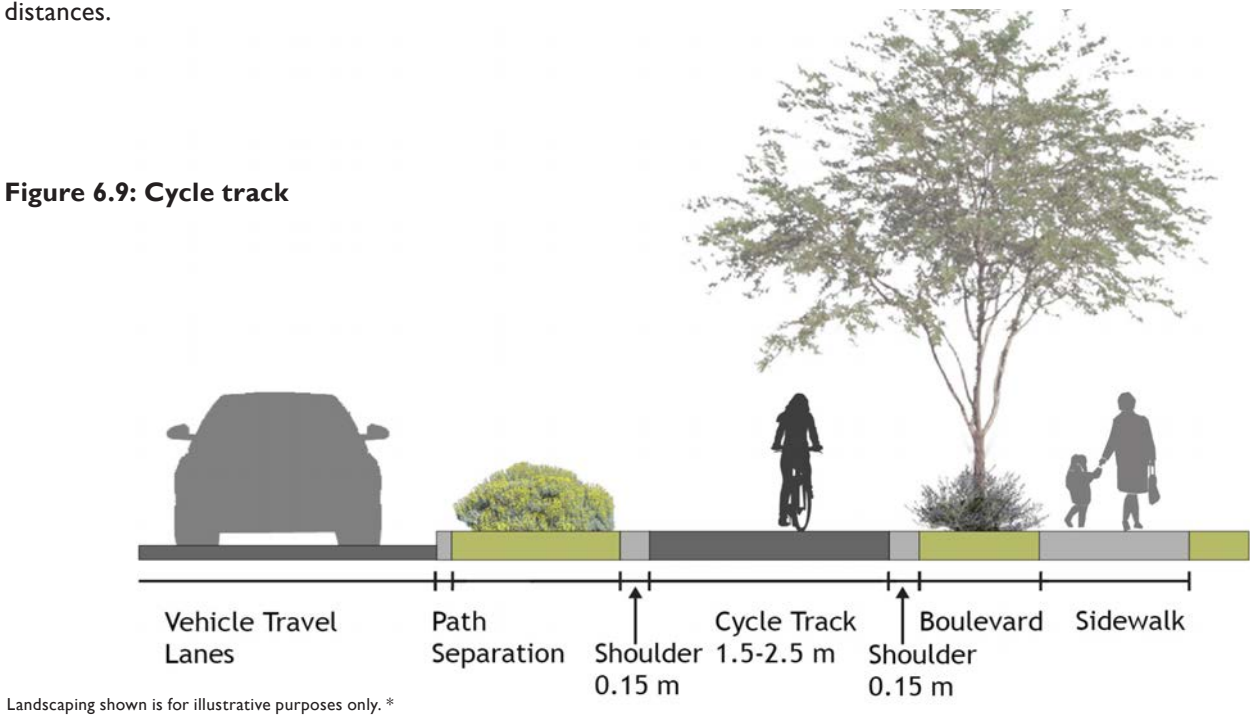 distances.
Figure 6.9: Cycle track
Vehicle Travel
Lanes
Path
Separation
Shoulder
0.15 m
Cycle Track
1.5-2.5 m
Shoulder
0.15 m
Boulevard
Sidewalk
Landscaping shown is for illustrative purposes only. *